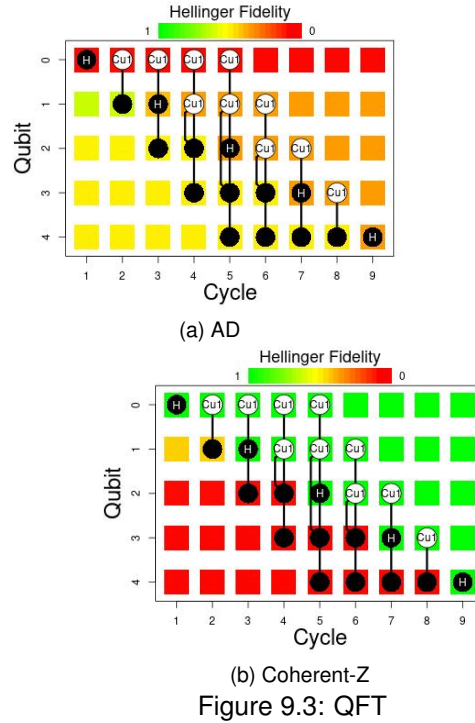 Hellinger Fidelity
1 0
0 H Cu1 Cu1 Cu1 Cu1
1 H Cu1 Cu1 Cu1
2 H Cu1 Cu1
3 H Cu1
4 H
Qubit
1 2 3 4 5 6 7 8 9
Cycle
(a) AD
Hellinger Fidelity
1 0
0 H Cu1 Cu1 Cu1 Cu1
1 H Cu1 Cu1 Cu1
2 H Cu1 Cu1
3 H Cu1
4 H
Qubit
1 2 3 4 5 6 7 8 9
Cycle
(b) Coherent-Z
Figure 9.3: QFT